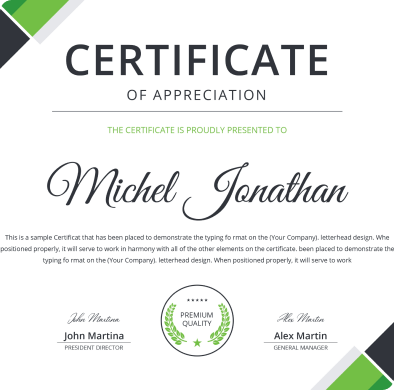 CERTIFICATE
OF APPRECIATION
THE CERTIFICATE IS PROUDLY PRESENTED TO
Michel Jonathan
This is a sample Certificat that has been placed to demonstrate the typing fo rmat on the (Your Company). letterhead design. Whe
positioned properly, it will serve to work in harmony with all of the other elements on the certificate. been placed to demonstrate the
typing fo rmat on the (Your Company). letterhead design. When positioned properly, it will serve to work
John Martina
John Martina
PRESIDENT DIRECTOR
PREMIUM
QUALITY
Alex Martin
Alex Martin
GENERAL MANAGER